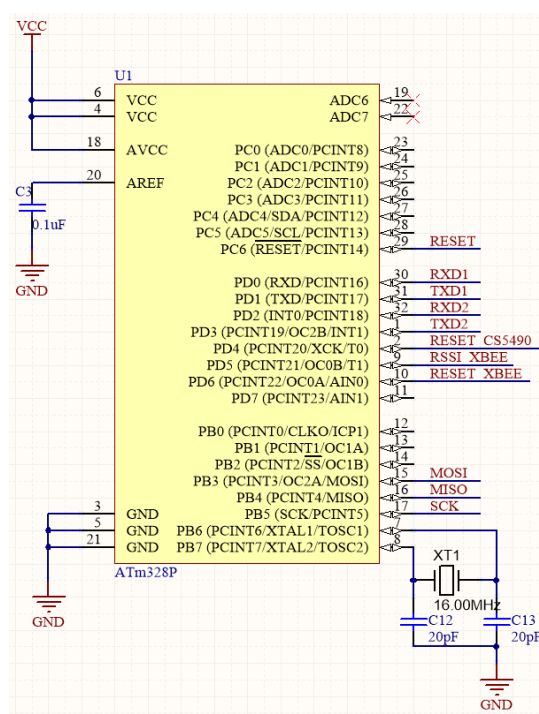 VCC
U1
6 VCC
4 VCC
18 AVCC
20 AREF
C3
0.1uF
GND
3 GND
5 GND
21 GND
GND
ADC6 19
ADC7 22
PC0 (ADC0/PCINT8) 23
PC1 (ADC1/PCINT9) 24
PC2 (ADC2/PCINT10) 25
PC3 (ADC3/PCINT11) 26
PC4 (ADC4/SDA/PCINT12) 27
PC5 (ADC5/SCL/PCINT13) 28
PC6 (RESET/PCINT14) 29 RESET
PD0 (RXD/PCINT16) 30 RXD1
PD1 (TXD/PCINT17) 31 TXD1
PD2 (INT0/PCINT18) 32 RXD2
PD3 (PCINT19/OC2B/INT1) 1 TXD2
PD4 (PCINT20/XCK/T0) 2 RESET_CS5490
PD5 (PCINT21/OC0B/T1) 9 RSSI_XBEE
PD6 (PCINT22/OC0A/AIN0) 10 RESET_XBEE
PD7 (PCINT23/AIN1) 11
PB0 (PCINT0/CLKO/ICP1) 12
PB1 (PCINT1/OC1A) 13
PB2 (PCINT2/SS/OC1B) 14
PB3 (PCINT3/OC2A/MOSI) 15 MOSI
PB4 (PCINT4/MISO) 16 MISO
PB5 (SCK/PCINT5) 17 SCK
PB6 (PCINT6/XTAL1/TOSC1) 7
PB7 (PCINT7/XTAL2/TOSC2) 8
ATm328P
XT1
16.00MHz
C12
20pF
C13
20pF
GND